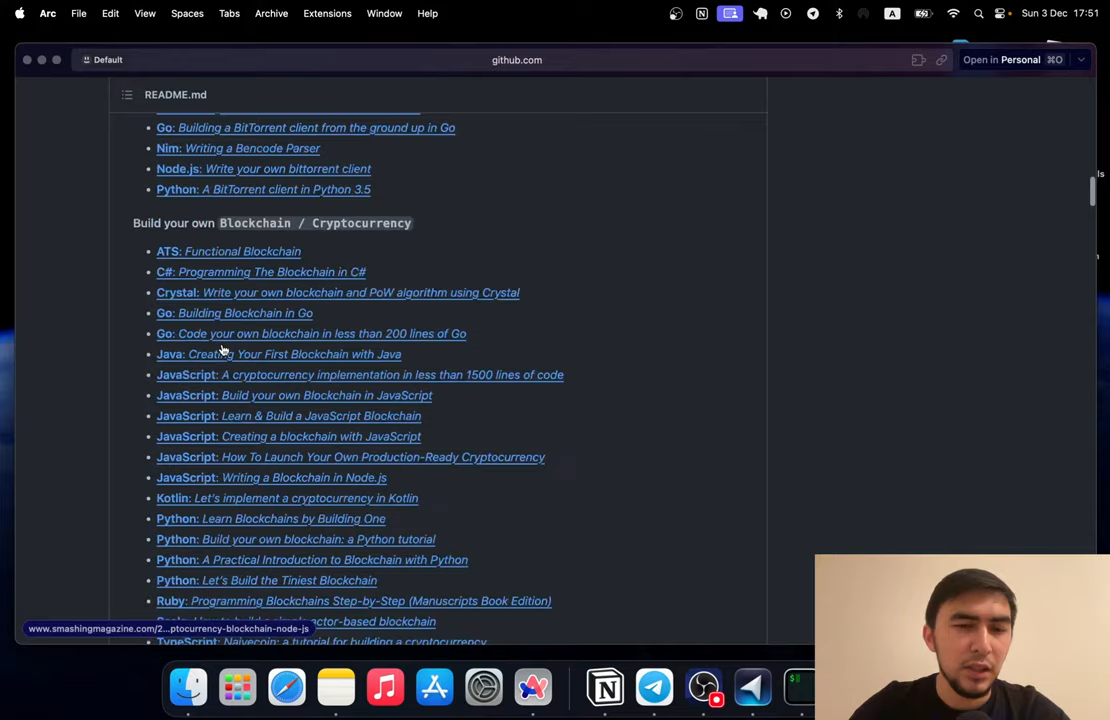 Arc File Edit View Spaces Tabs Archive Extensions Window Help A Sun 3 Dec 17:51
Default github.com Open in Personal ⌘O
README.md
Go: Building a BitTorrent client from the ground up in Go
Nim: Writing a Bencode Parser
Node.js: Write your own bittorrent client
Python: A BitTorrent client in Python 3.5
Build your own Blockchain / Cryptocurrency
ATS: Functional Blockchain
C#: Programming The Blockchain in C#
Crystal: Write your own blockchain and PoW algorithm using Crystal
Go: Building Blockchain in Go
Go: Code your own blockchain in less than 200 lines of Go
Java: Creating Your First Blockchain with Java
JavaScript: A cryptocurrency implementation in less than 1500 lines of code
JavaScript: Build your own Blockchain in JavaScript
JavaScript: Learn & Build a JavaScript Blockchain
JavaScript: Creating a blockchain with JavaScript
JavaScript: How To Launch Your Own Production-Ready Cryptocurrency
JavaScript: Writing a Blockchain in Node.js
Kotlin: Let's implement a cryptocurrency in Kotlin
Python: Learn Blockchains by Building One
Python: Build your own blockchain: a Python tutorial
Python: A Practical Introduction to Blockchain with Python
Python: Let's Build the Tiniest Blockchain
Ruby: Programming Blockchains Step-by-Step (Manuscripts Book Edition)
actor-based blockchain
www.smashingmagazine.com/2...ptocurrency-blockchain-node-js
TypeScript: Naivecoin: a tutorial for building a cryptocurrency